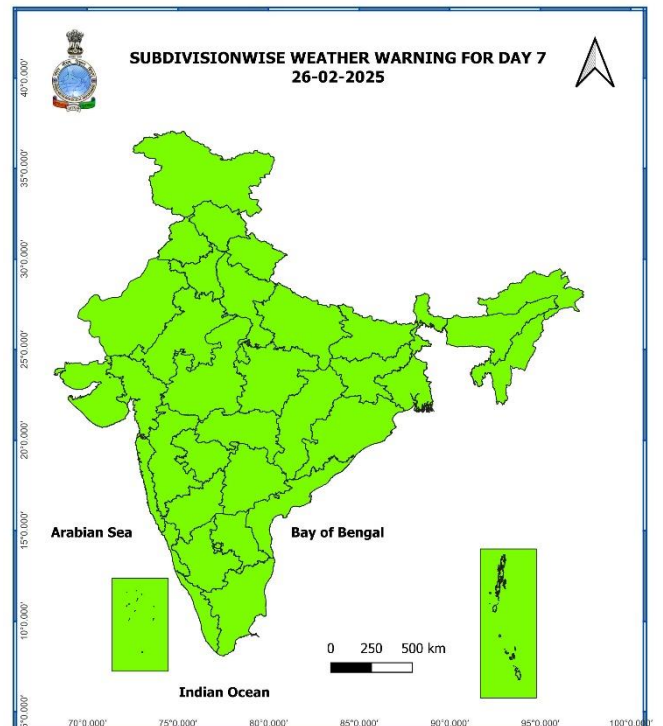 SUBDIVISIONWISE WEATHER WARNING FOR DAY 7
26-02-2025
40°0.000'
35°0.000'
30°0.000'
25°0.000'
20°0.000'
15°0.000'
10°0.000'
5°0.000'
Arabian Sea
Bay of Bengal
0 250 500 km
Indian Ocean
70°0.000' 75°0.000' 80°0.000' 85°0.000' 90°0.000' 95°0.000' 100°0.000'